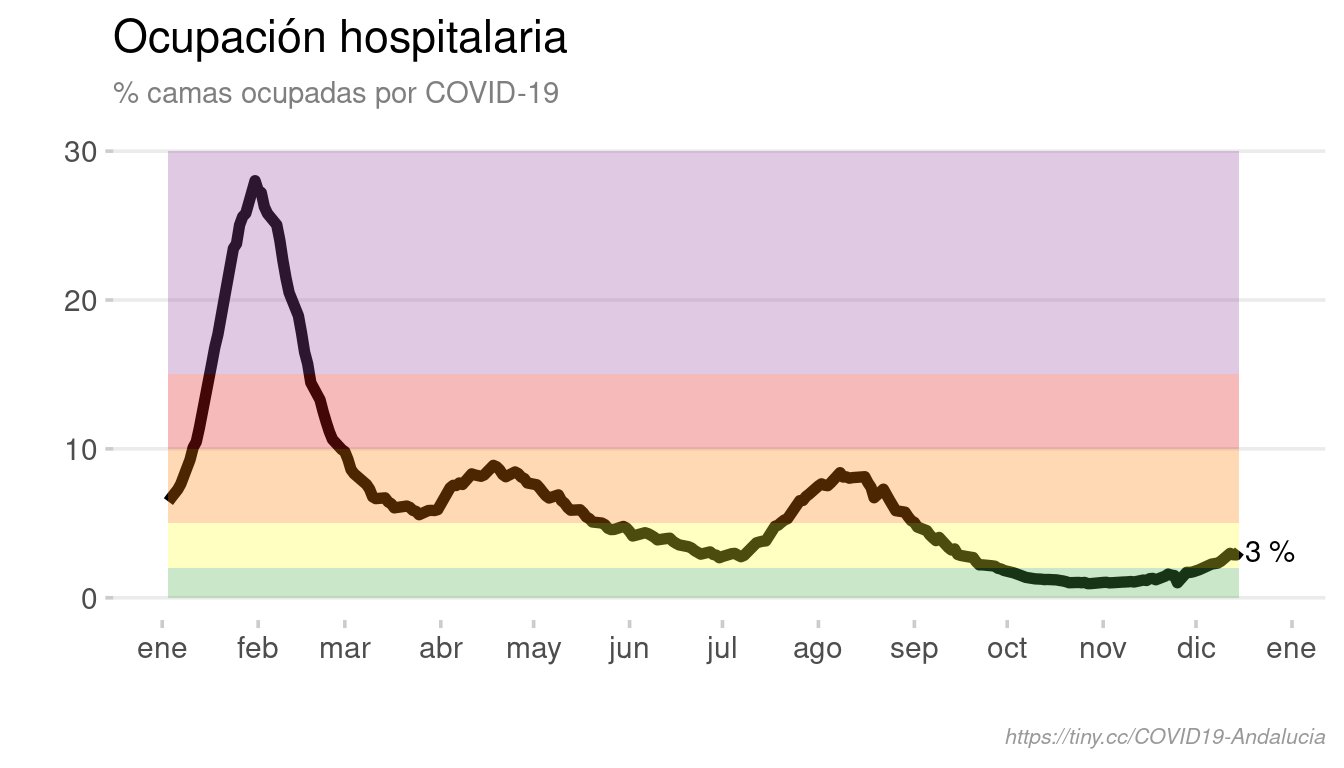 Ocupación hospitalaria
% camas ocupadas por COVID-19
30
20
10
0
3 %
ene feb mar abr may jun jul ago sep oct nov dic ene
https://tiny.cc/COVID19-Andalucia